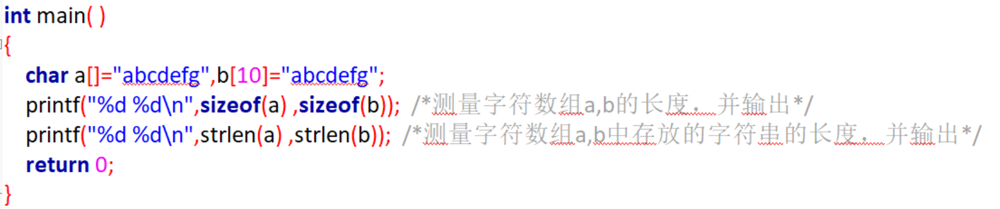 int main( )
{
char a[]="abcdefg",b[10]="abcdefg";
printf("%d %d\n",sizeof(a) ,sizeof(b)); /*测量字符数组a,b的长度，并输出*/
printf("%d %d\n",strlen(a) ,strlen(b)); /*测量字符数组a,b中存放的字符串的长度，并输出*/
return 0;
}